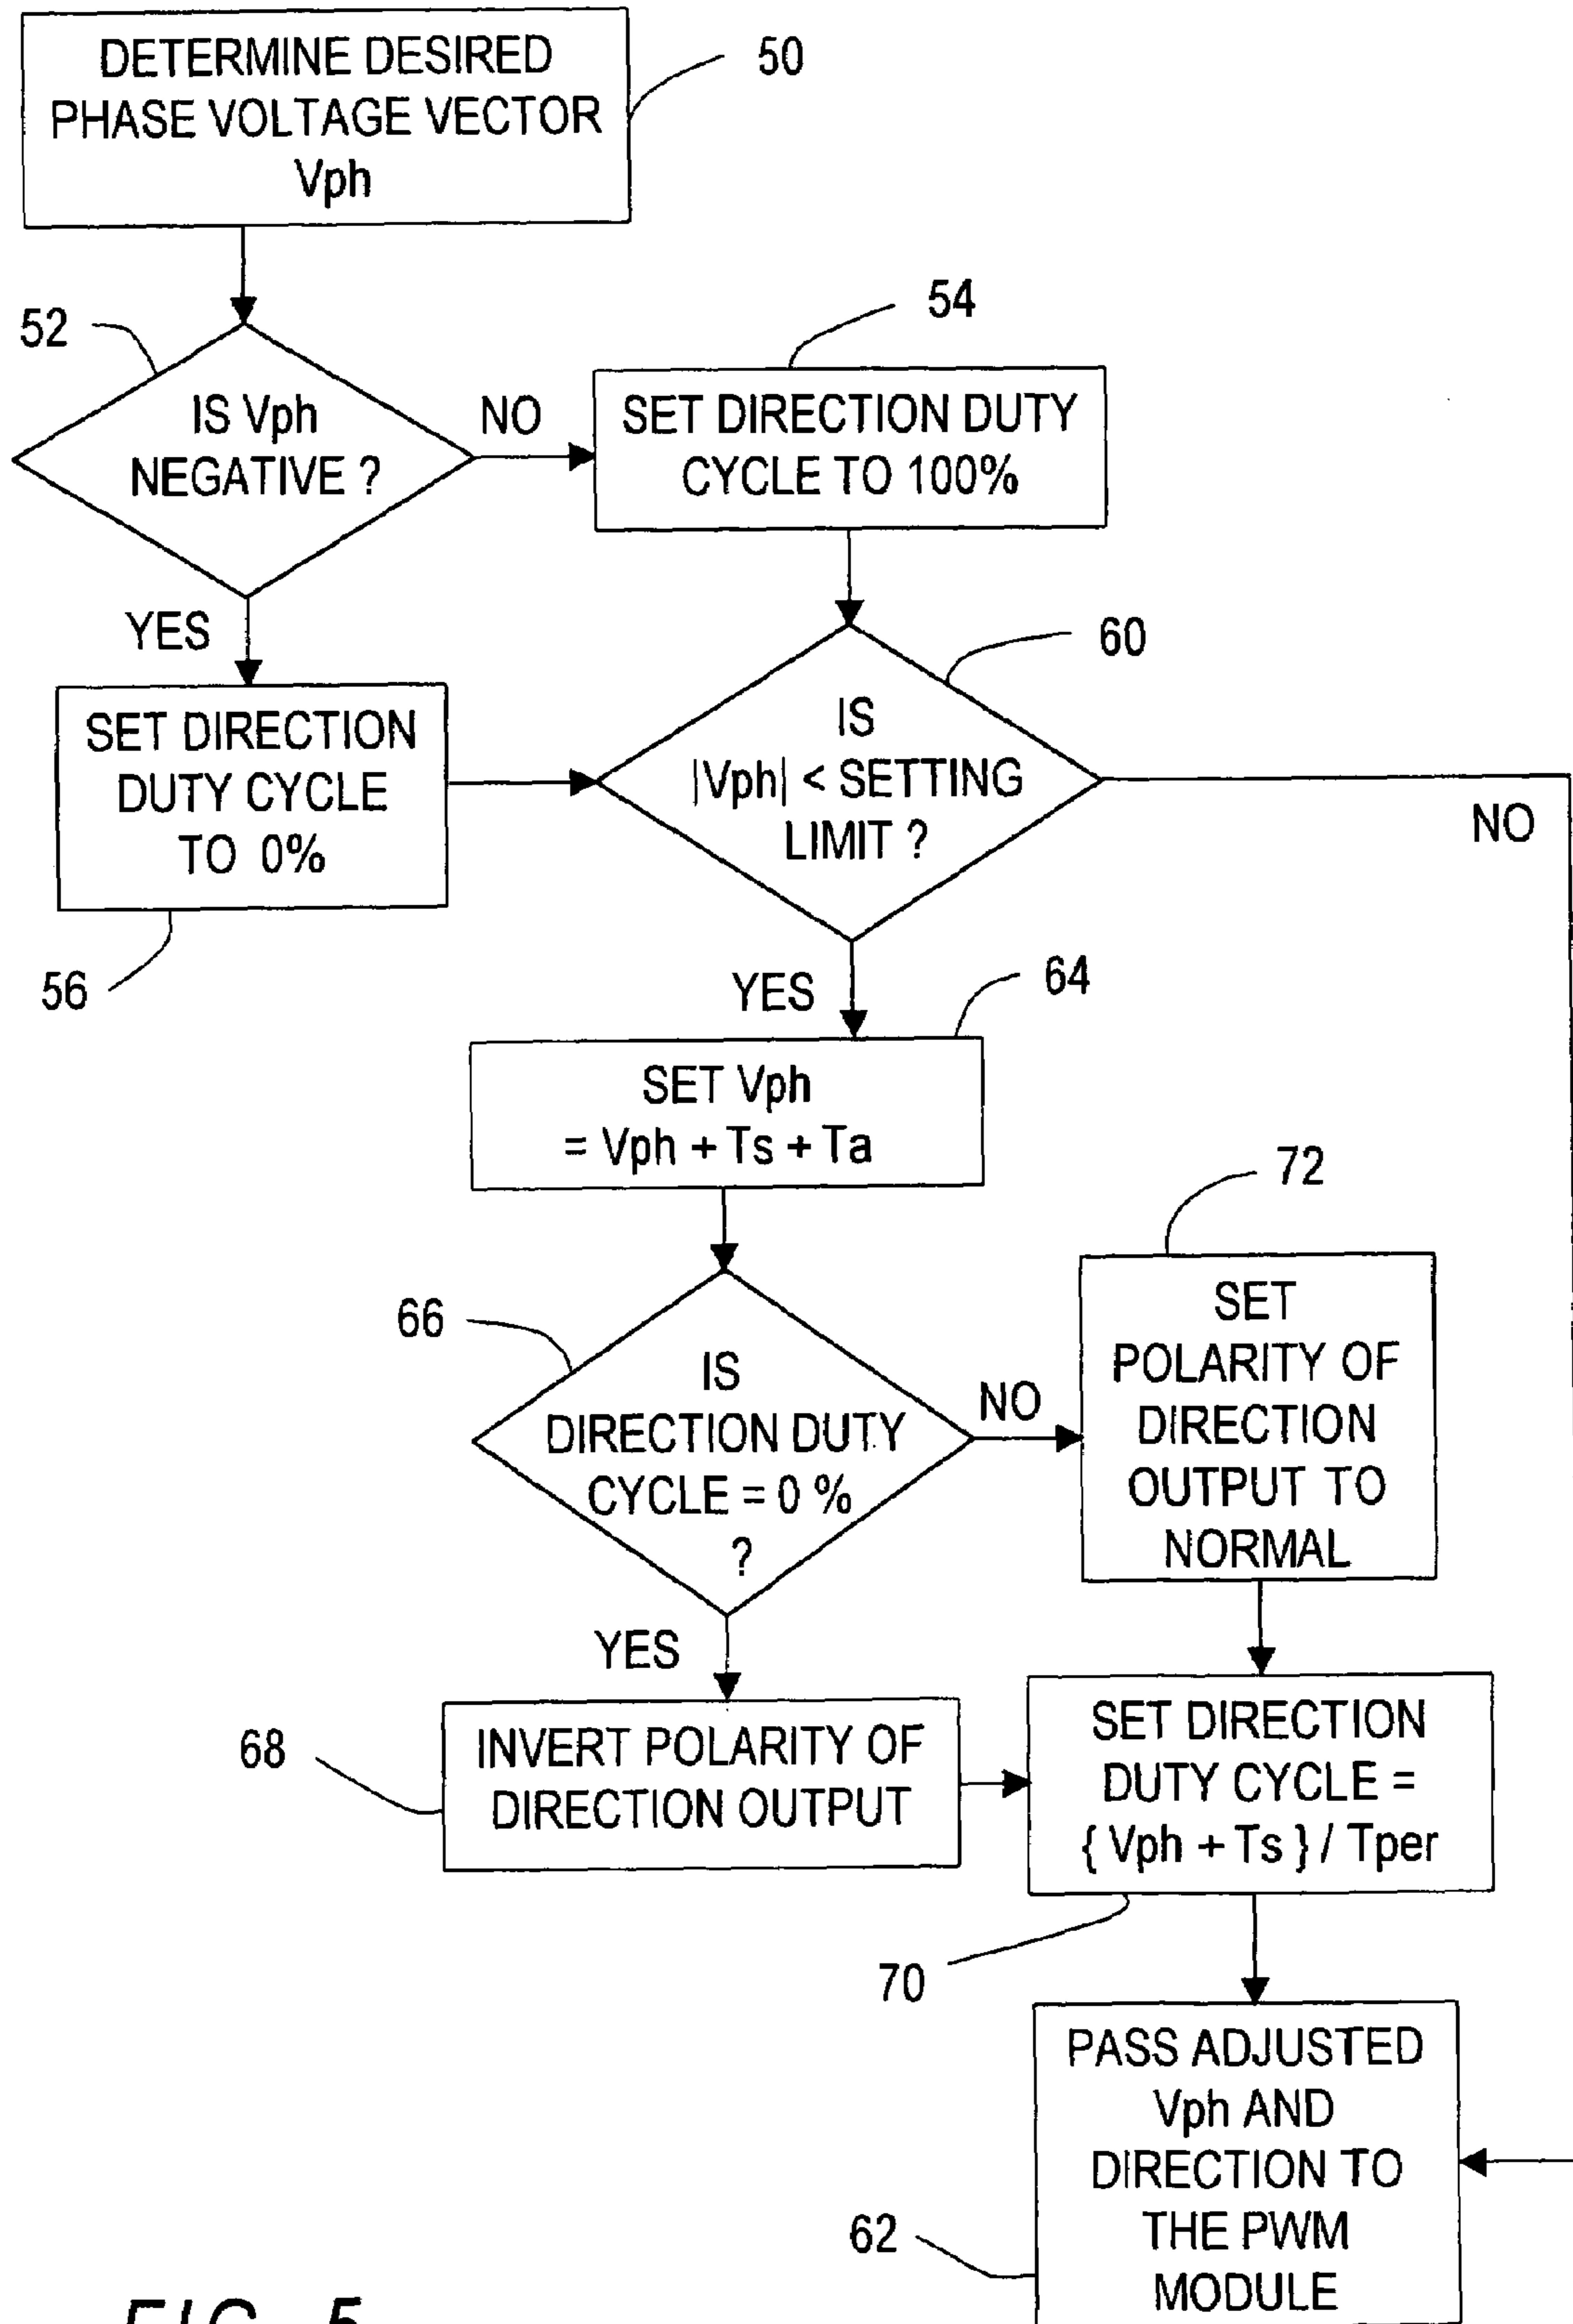 DETERMINE DESIRED
PHASE VOLTAGE VECTOR
Vph
50
52
IS Vph
NEGATIVE ?
NO
54
SET DIRECTION DUTY
CYCLE TO 100%
YES
SET DIRECTION
DUTY CYCLE
TO 0%
56
60
IS
|Vph| < SETTING
LIMIT ?
NO
YES
64
SET Vph
= Vph + Ts + Ta
66
IS
DIRECTION DUTY
CYCLE = 0 %
?
NO
72
SET
POLARITY OF
DIRECTION
OUTPUT TO
NORMAL
YES
68
INVERT POLARITY OF
DIRECTION OUTPUT
SET DIRECTION
DUTY CYCLE =
{ Vph + Ts } / Tper
70
PASS ADJUSTED
Vph AND
DIRECTION TO
THE PWM
MODULE
62
FIG. 5